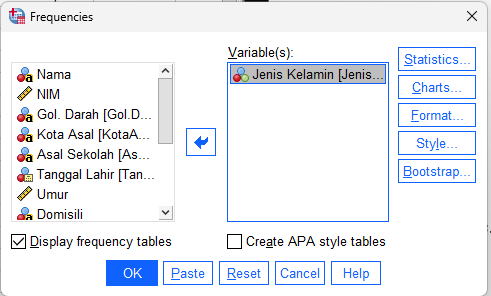 Frequencies
Variable(s):
Nama
NIM
Gol. Darah [Gol.D...
Kota Asal [KotaA...
Asal Sekolah [As...
Tanggal Lahir [Tan...
Umur
Domisili
Jenis Kelamin [Jenis...
Statistics...
Charts...
Format...
Style...
Bootstrap...
Display frequency tables
Create APA style tables
OK
Paste
Reset
Cancel
Help